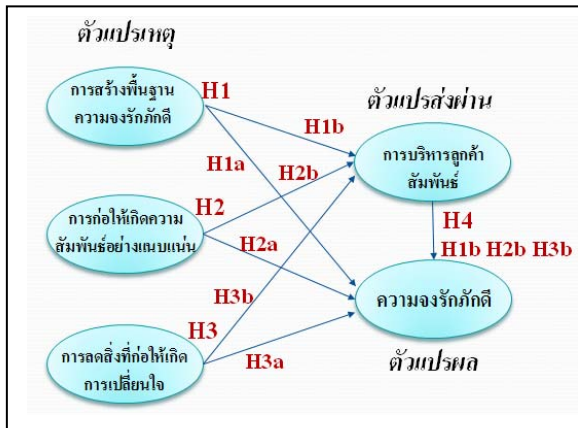 ตัวแปรเหตุ
การสร้างพื้นฐาน
ความจงรักภักดี
H1
ตัวแปรส่งผ่าน
H1b
การบริหารลูกค้า
สัมพันธ์
H1a
H2b
การก่อให้เกิดความ
สัมพันธ์อย่างแนบแน่น
H2
H4
H2a
H1b H2b H3b
H3b
ความจงรักภักดี
H3
การลดสิ่งที่ก่อให้เกิด
การเปลี่ยนใจ
H3a
ตัวแปรผล